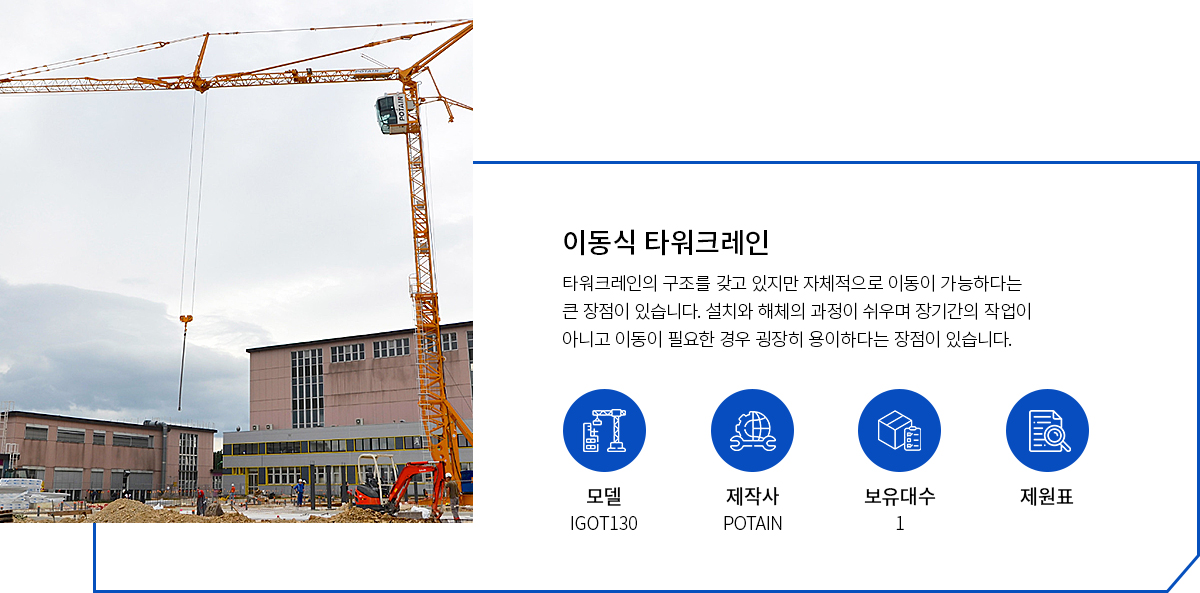 POTAIN
POTAIN
이동식 타워크레인
타워크레인의 구조를 갖고 있지만 자체적으로 이동이 가능하다는
큰 장점이 있습니다. 설치와 해체의 과정이 쉬우며 장기간의 작업이
아니고 이동이 필요한 경우 굉장히 용이하다는 장점이 있습니다.
모델
IGOT130
제작사
POTAIN
보유대수
1
제원표